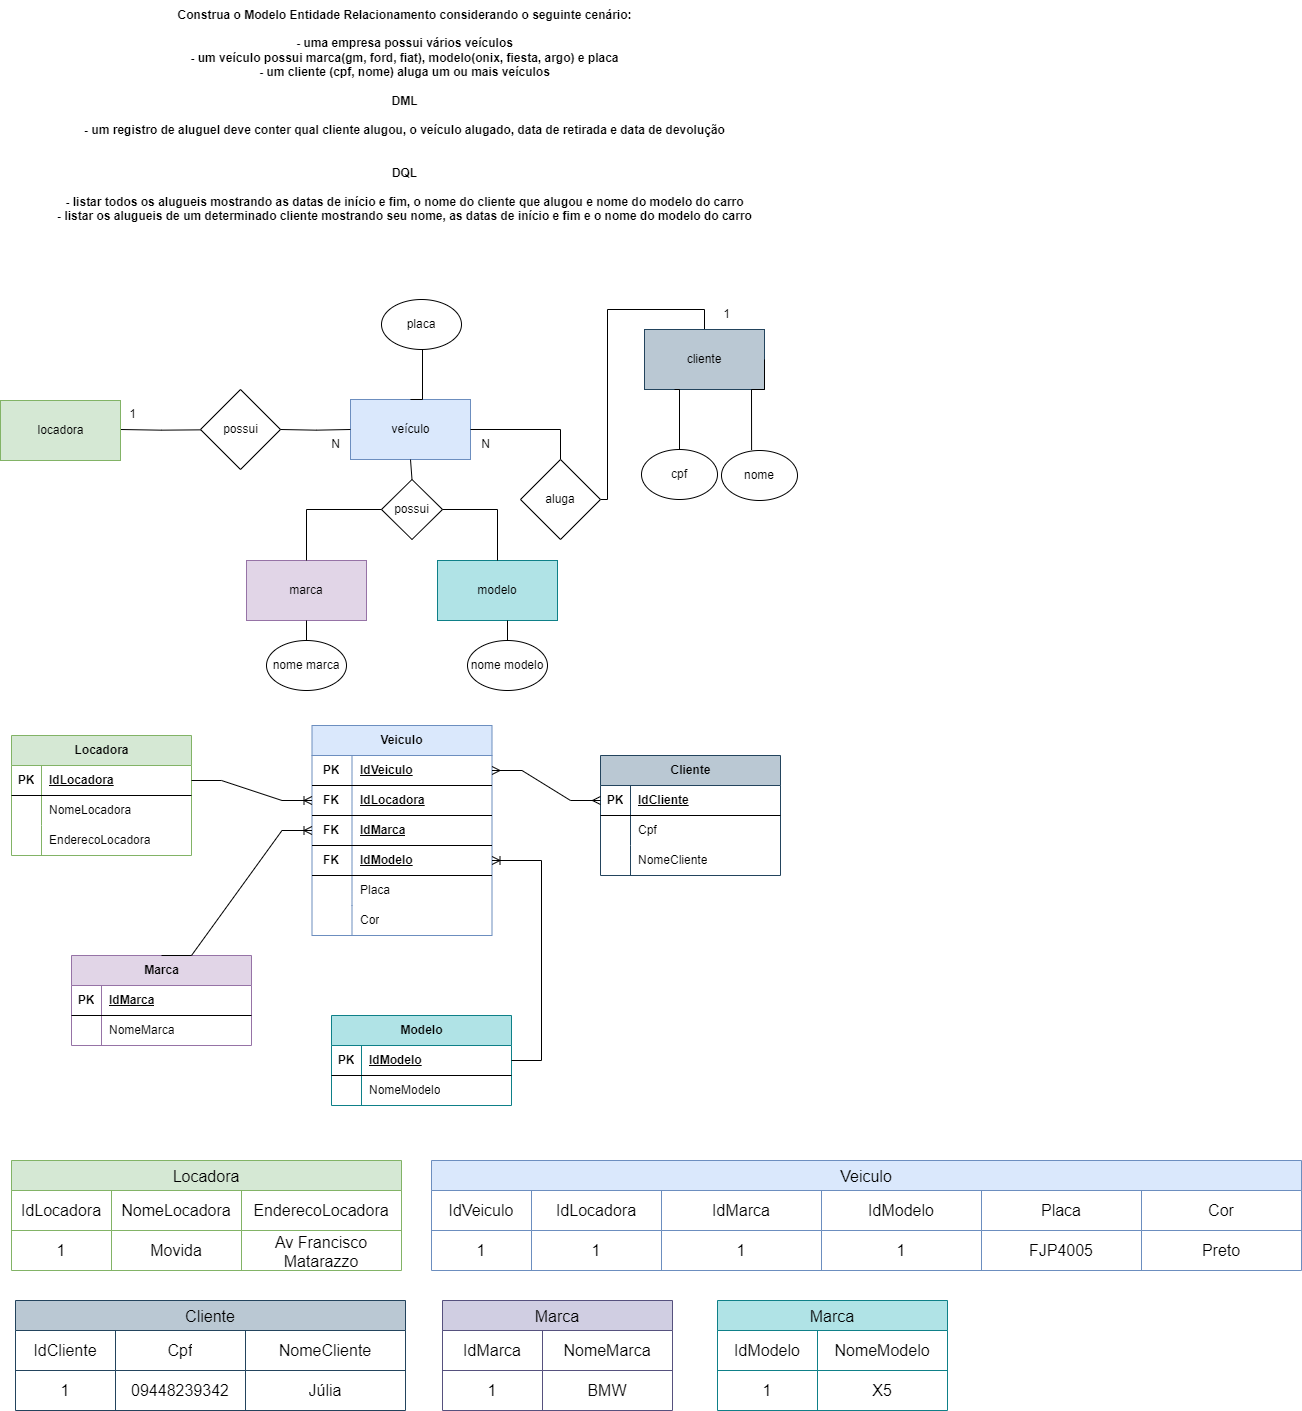 Construa o Modelo Entidade Relacionamento considerando o seguinte cenário:
- uma empresa possui vários veículos
- um veículo possui marca(gm, ford, fiat), modelo(onix, fiesta, argo) e placa
- um cliente (cpf, nome) aluga um ou mais veículos
DML
- um registro de aluguel deve conter qual cliente alugou, o veículo alugado, data de retirada e data de devolução
DQL
- listar todos os alugueis mostrando as datas de início e fim, o nome do cliente que alugou e nome do modelo do carro
- listar os alugueis de um determinado cliente mostrando seu nome, as datas de início e fim e o nome do modelo do carro
placa
1
cliente
locadora
1
possui
N
veículo
N
cpf
nome
aluga
possui
marca
modelo
nome marca
nome modelo
Locadora
PK IdLocadora
NomeLocadora
EnderecoLocadora
Veiculo
PK IdVeiculo
FK IdLocadora
FK IdMarca
FK IdModelo
Placa
Cor
Cliente
PK IdCliente
Cpf
NomeCliente
Marca
PK IdMarca
NomeMarca
Modelo
PK IdModelo
NomeModelo
Locadora
IdLocadora NomeLocadora EnderecoLocadora
1 Movida Av Francisco
Matarazzo
Veiculo
IdVeiculo IdLocadora IdMarca IdModelo Placa Cor
1 1 1 1 FJP4005 Preto
Cliente
IdCliente Cpf NomeCliente
1 09448239342 Júlia
Marca
IdMarca NomeMarca
1 BMW
Marca
IdModelo NomeModelo
1 X5